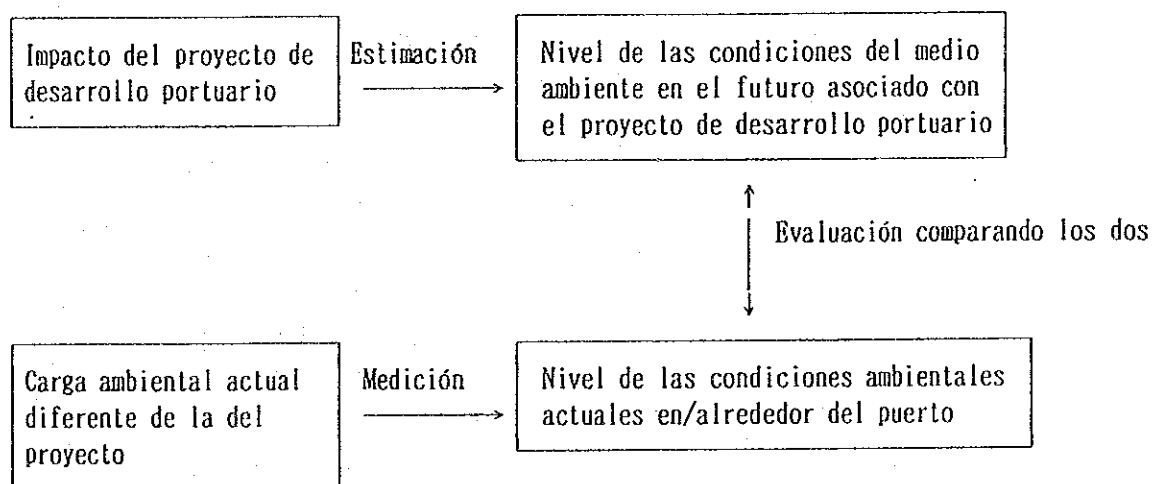 Impacto del proyecto de
desarrollo portuario
Estimación
Nivel de las condiciones del medio
ambiente en el futuro asociado con
el proyecto de desarrollo portuario
Evaluación comparando los dos
Carga ambiental actual
diferente de la del
proyecto
Medición
Nivel de las condiciones ambientales
actuales en/alrededor del puerto